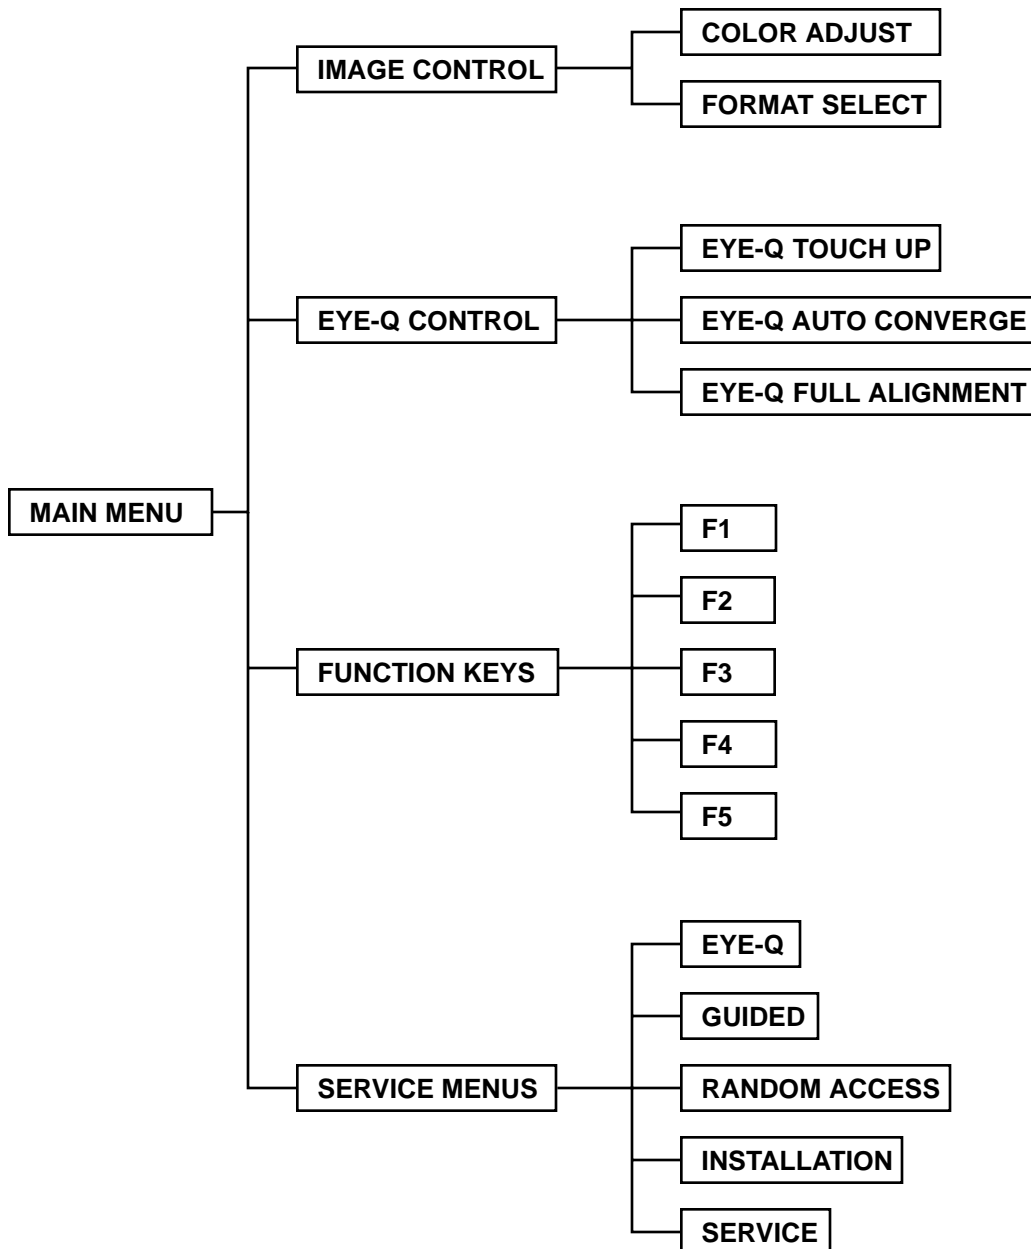 MAIN MENU
IMAGE CONTROL
COLOR ADJUST
FORMAT SELECT
EYE-Q CONTROL
EYE-Q TOUCH UP
EYE-Q AUTO CONVERGE
EYE-Q FULL ALIGNMENT
FUNCTION KEYS
F1
F2
F3
F4
F5
SERVICE MENUS
EYE-Q
GUIDED
RANDOM ACCESS
INSTALLATION
SERVICE